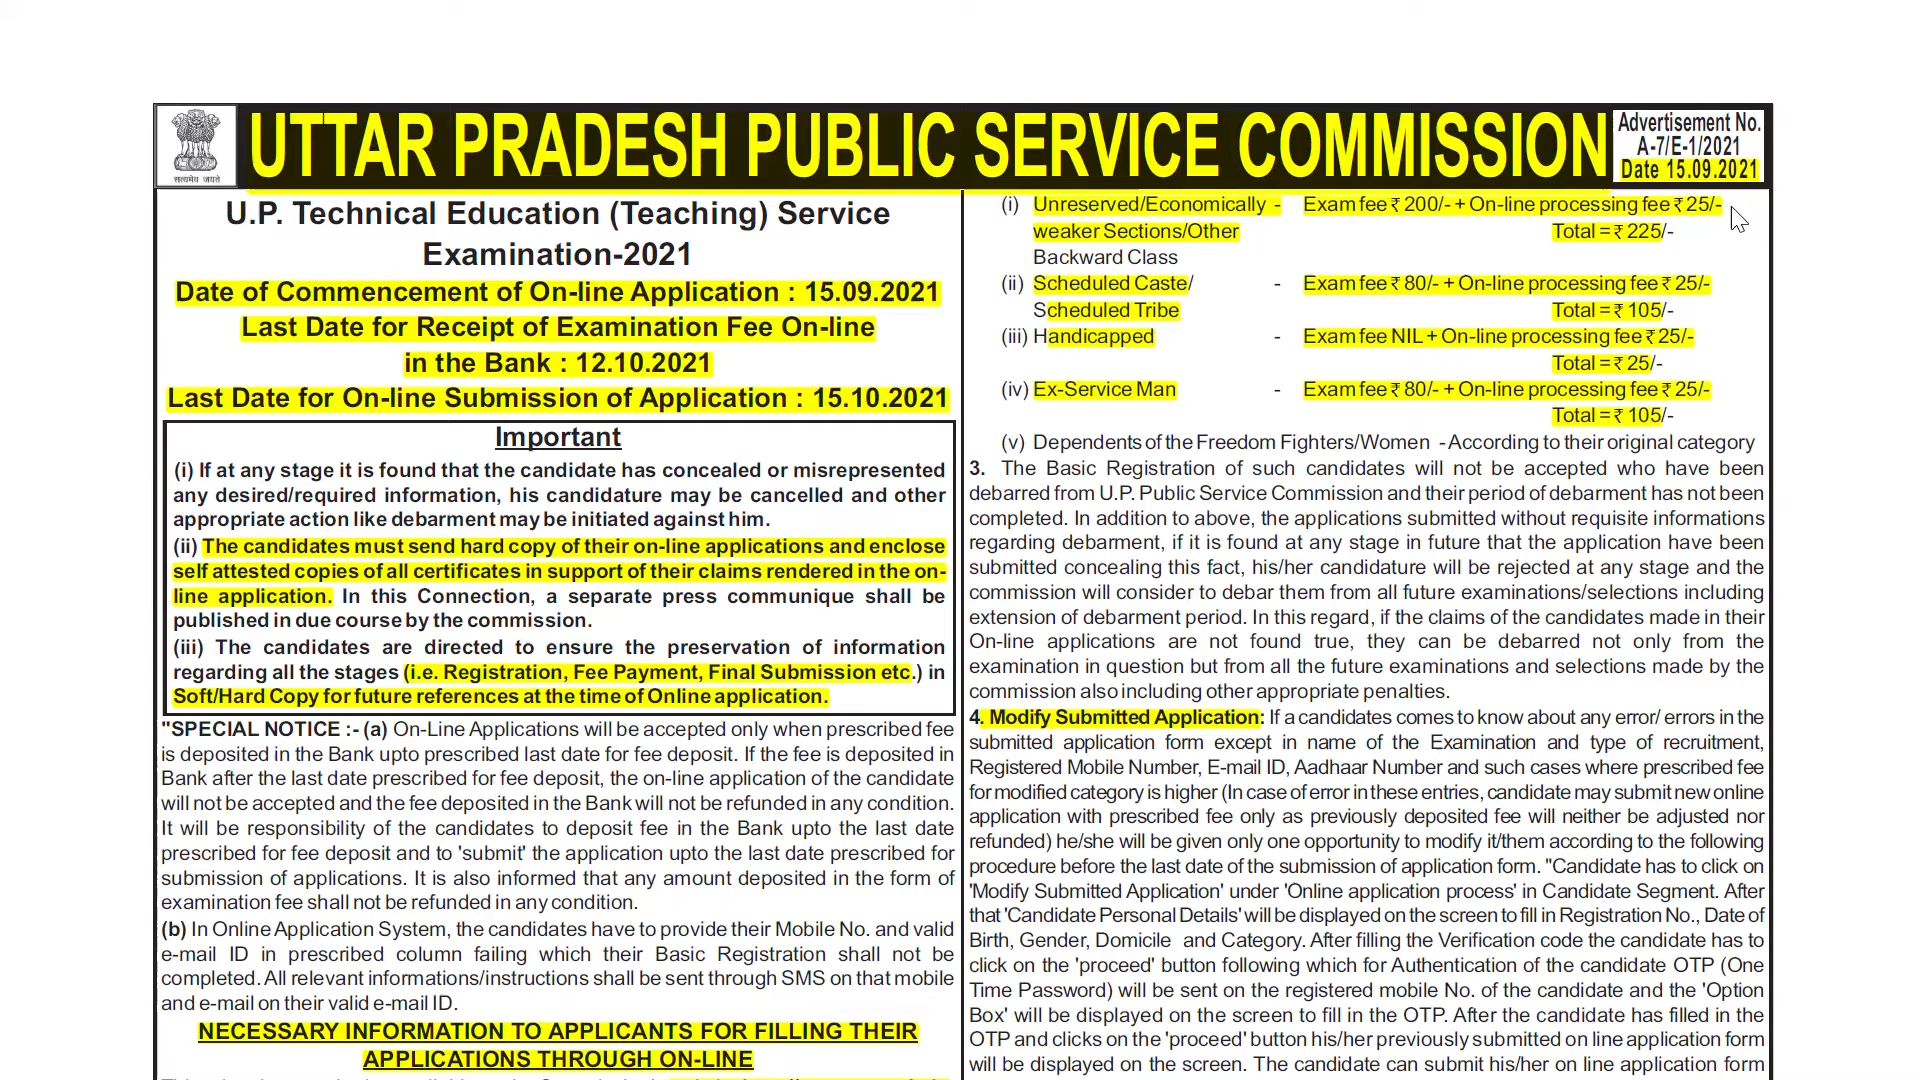 सत्यमेव जयते
UTTAR PRADESH PUBLIC SERVICE COMMISSION
Advertisement No.
A-7/E-1/2021
Date 15.09.2021
U.P. Technical Education (Teaching) Service
Examination-2021
Date of Commencement of On-line Application : 15.09.2021
Last Date for Receipt of Examination Fee On-line
in the Bank : 12.10.2021
Last Date for On-line Submission of Application : 15.10.2021
Important
(i) If at any stage it is found that the candidate has concealed or misrepresented
any desired/required information, his candidature may be cancelled and other
appropriate action like debarment may be initiated against him.
(ii) The candidates must send hard copy of their on-line applications and enclose
self attested copies of all certificates in support of their claims rendered in the on-
line application. In this Connection, a separate press communique shall be
published in due course by the commission.
(iii) The candidates are directed to ensure the preservation of information
regarding all the stages (i.e. Registration, Fee Payment, Final Submission etc.) in
Soft/Hard Copy for future references at the time of Online application.
"SPECIAL NOTICE :- (a) On-Line Applications will be accepted only when prescribed fee
is deposited in the Bank upto prescribed last date for fee deposit. If the fee is deposited in
Bank after the last date prescribed for fee deposit, the on-line application of the candidate
will not be accepted and the fee deposited in the Bank will not be refunded in any condition.
It will be responsibility of the candidates to deposit fee in the Bank upto the last date
prescribed for fee deposit and to 'submit' the application upto the last date prescribed for
submission of applications. It is also informed that any amount deposited in the form of
examination fee shall not be refunded in any condition.
(b) In Online Application System, the candidates have to provide their Mobile No. and valid
e-mail ID in prescribed column failing which their Basic Registration shall not be
completed. All relevant informations/instructions shall be sent through SMS on that mobile
and e-mail on their valid e-mail ID.
NECESSARY INFORMATION TO APPLICANTS FOR FILLING THEIR
APPLICATIONS THROUGH ON-LINE
(i) Unreserved/Economically - Exam fee ₹ 200/- + On-line processing fee ₹ 25/-
weaker Sections/Other Total = ₹ 225/-
Backward Class
(ii) Scheduled Caste/ - Exam fee ₹ 80/- + On-line processing fee ₹ 25/-
Scheduled Tribe Total = ₹ 105/-
(iii) Handicapped - Exam fee NIL + On-line processing fee ₹ 25/-
Total = ₹ 25/-
(iv) Ex-Service Man - Exam fee ₹ 80/- + On-line processing fee ₹ 25/-
Total = ₹ 105/-
(v) Dependents of the Freedom Fighters/Women - According to their original category
3. The Basic Registration of such candidates will not be accepted who have been
debarred from U.P. Public Service Commission and their period of debarment has not been
completed. In addition to above, the applications submitted without requisite informations
regarding debarment, if it is found at any stage in future that the application have been
submitted concealing this fact, his/her candidature will be rejected at any stage and the
commission will consider to debar them from all future examinations/selections including
extension of debarment period. In this regard, if the claims of the candidates made in their
On-line applications are not found true, they can be debarred not only from the
examination in question but from all the future examinations and selections made by the
commission also including other appropriate penalties.
4. Modify Submitted Application: If a candidates comes to know about any error/ errors in the
submitted application form except in name of the Examination and type of recruitment,
Registered Mobile Number, E-mail ID, Aadhaar Number and such cases where prescribed fee
for modified category is higher (In case of error in these entries, candidate may submit new online
application with prescribed fee only as previously deposited fee will neither be adjusted nor
refunded) he/she will be given only one opportunity to modify it/them according to the following
procedure before the last date of the submission of application form. "Candidate has to click on
'Modify Submitted Application' under 'Online application process' in Candidate Segment. After
that 'Candidate Personal Details' will be displayed on the screen to fill in Registration No., Date of
Birth, Gender, Domicile and Category. After filling the Verification code the candidate has to
click on the 'proceed' button following which for Authentication of the candidate OTP (One
Time Password) will be sent on the registered mobile No. of the candidate and the 'Option
Box' will be displayed on the screen to fill in the OTP. After the candidate has filled in the
OTP and clicks on the 'proceed' button his/her previously submitted on line application form
will be displayed on the screen. The candidate can submit his/her on line application form